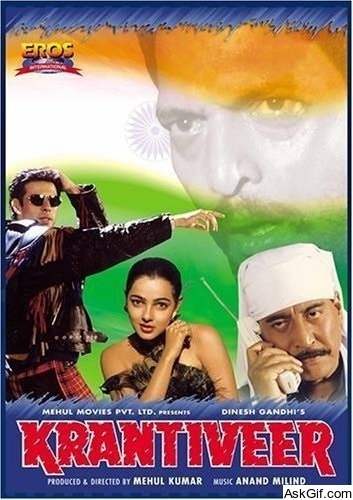 EROS
INTERNATIONAL
MEHUL MOVIES PVT. LTD. PRESENTS DINESH GANDHI'S
KRANTIVEER
PRODUCED & DIRECTED BY MEHUL KUMAR MUSIC ANAND MILIND
AskGif.com